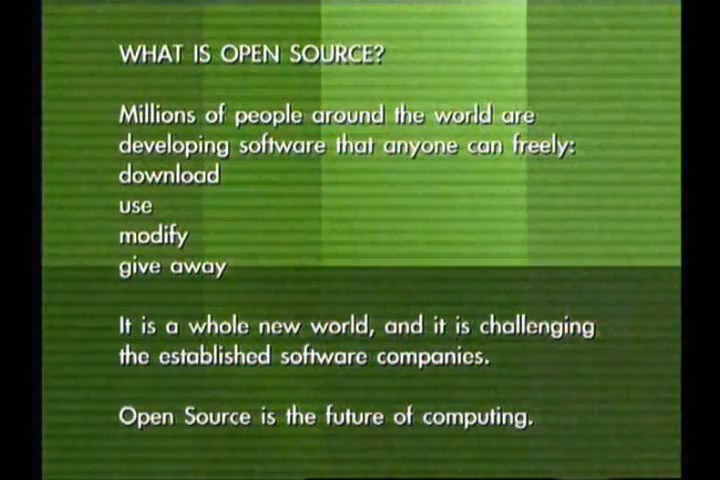 WHAT IS OPEN SOURCE?
Millions of people around the world are
developing software that anyone can freely:
download
use
modify
give away
It is a whole new world, and it is challenging
the established software companies.
Open Source is the future of computing.